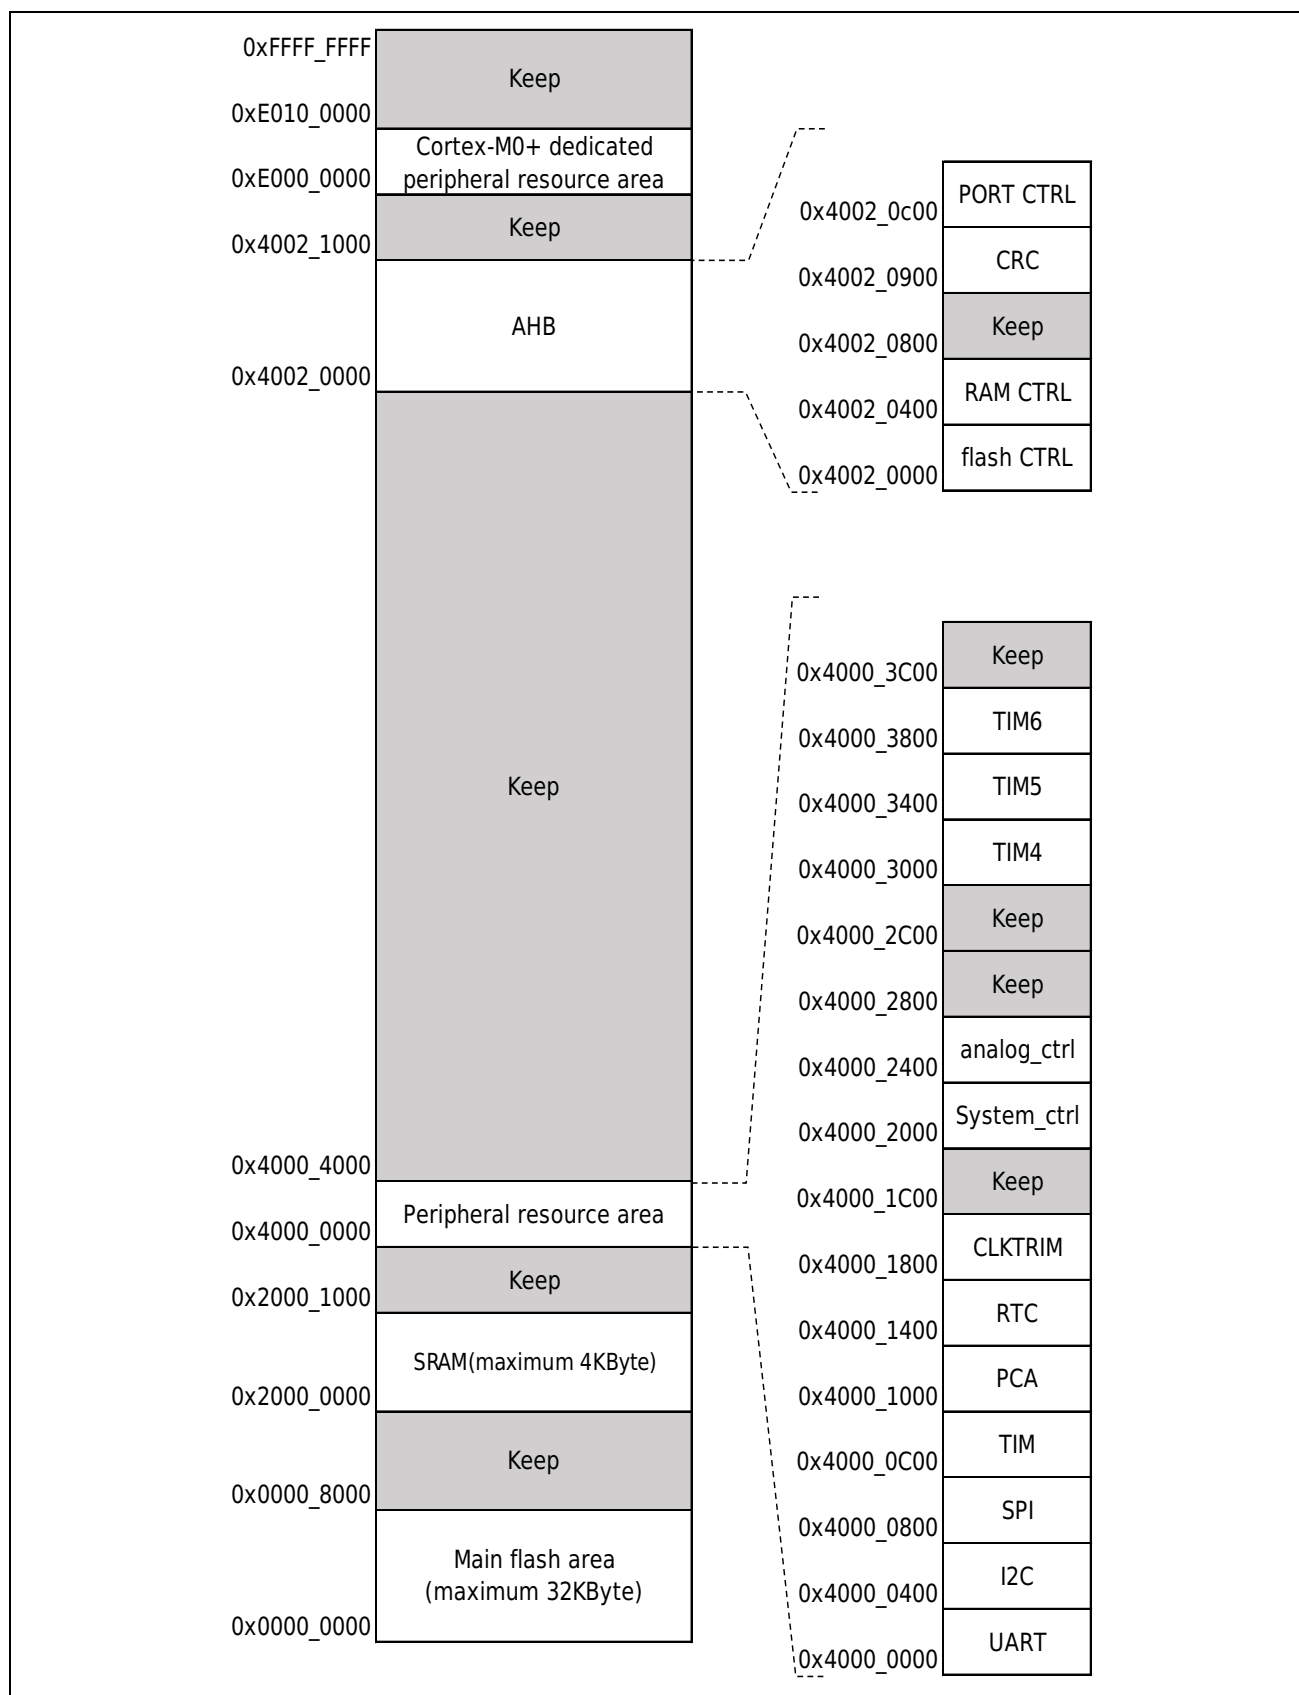 0xFFFF_FFFF
Keep
0xE010_0000
Cortex-M0+ dedicated
peripheral resource area
0xE000_0000
Keep
0x4002_1000
AHB
0x4002_0000
Keep
0x4000_4000
Peripheral resource area
0x4000_0000
Keep
0x2000_1000
SRAM(maximum 4KByte)
0x2000_0000
Keep
0x0000_8000
Main flash area
(maximum 32KByte)
0x0000_0000
PORT CTRL
0x4002_0c00
CRC
0x4002_0900
Keep
0x4002_0800
RAM CTRL
0x4002_0400
flash CTRL
0x4002_0000
Keep
0x4000_3C00
TIM6
0x4000_3800
TIM5
0x4000_3400
TIM4
0x4000_3000
Keep
0x4000_2C00
Keep
0x4000_2800
analog_ctrl
0x4000_2400
System_ctrl
0x4000_2000
Keep
0x4000_1C00
CLKTRIM
0x4000_1800
RTC
0x4000_1400
PCA
0x4000_1000
TIM
0x4000_0C00
SPI
0x4000_0800
I2C
0x4000_0400
UART
0x4000_0000